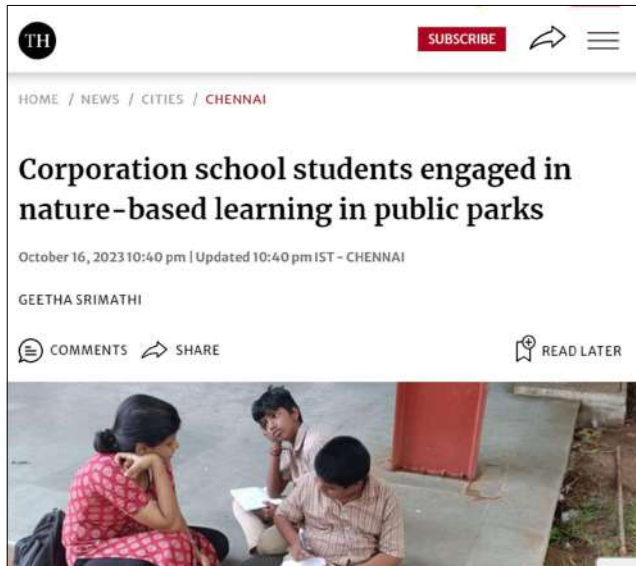 TH
SUBSCRIBE
HOME / NEWS / CITIES / CHENNAI
Corporation school students engaged in
nature-based learning in public parks
October 16, 2023 10:40 pm | Updated 10:40 pm IST - CHENNAI
GEETHA SRIMATHI
COMMENTS SHARE READ LATER